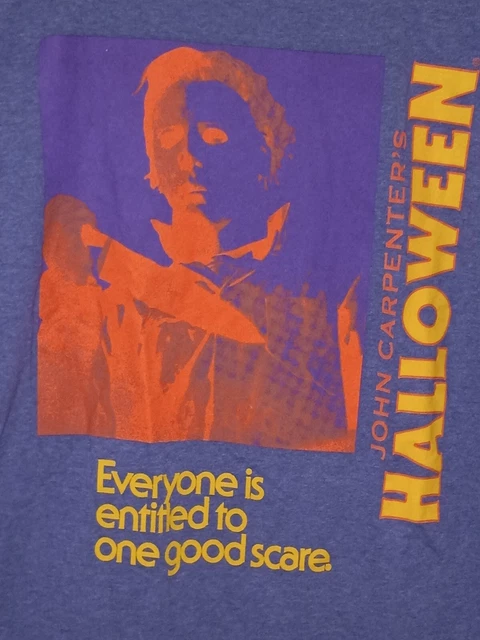 JOHN CARPENTER'S
HALLOWEEN
Everyone is
entitled to
one good scare.